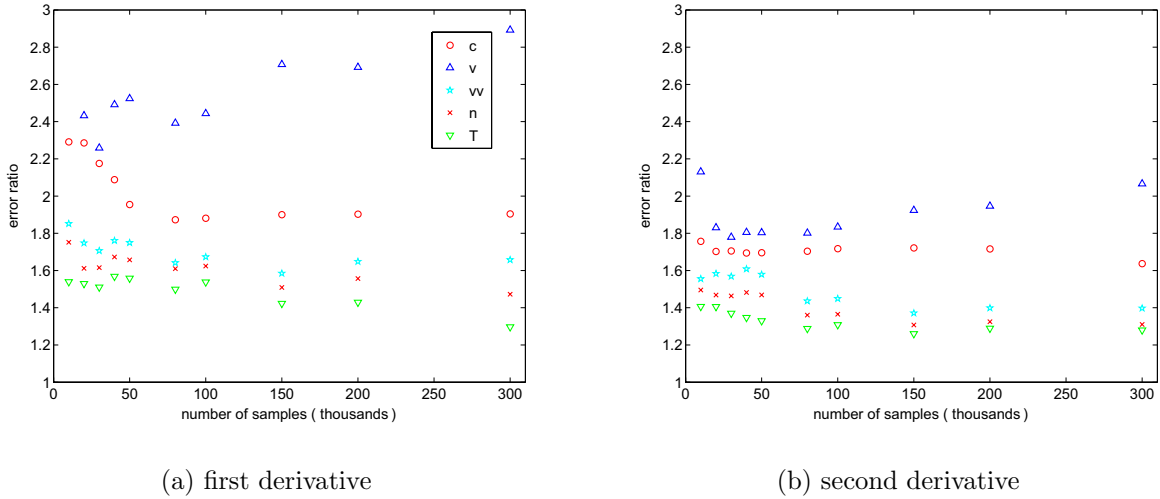 3
2.8
2.6
2.4
2.2
2
1.8
1.6
1.4
1.2
1
error ratio
0 50 100 150 200 250 300
number of samples ( thousands )
c
v
vv
n
T
(a) first derivative
3
2.8
2.6
2.4
2.2
2
1.8
1.6
1.4
1.2
1
error ratio
0 50 100 150 200 250 300
number of samples ( thousands )
(b) second derivative